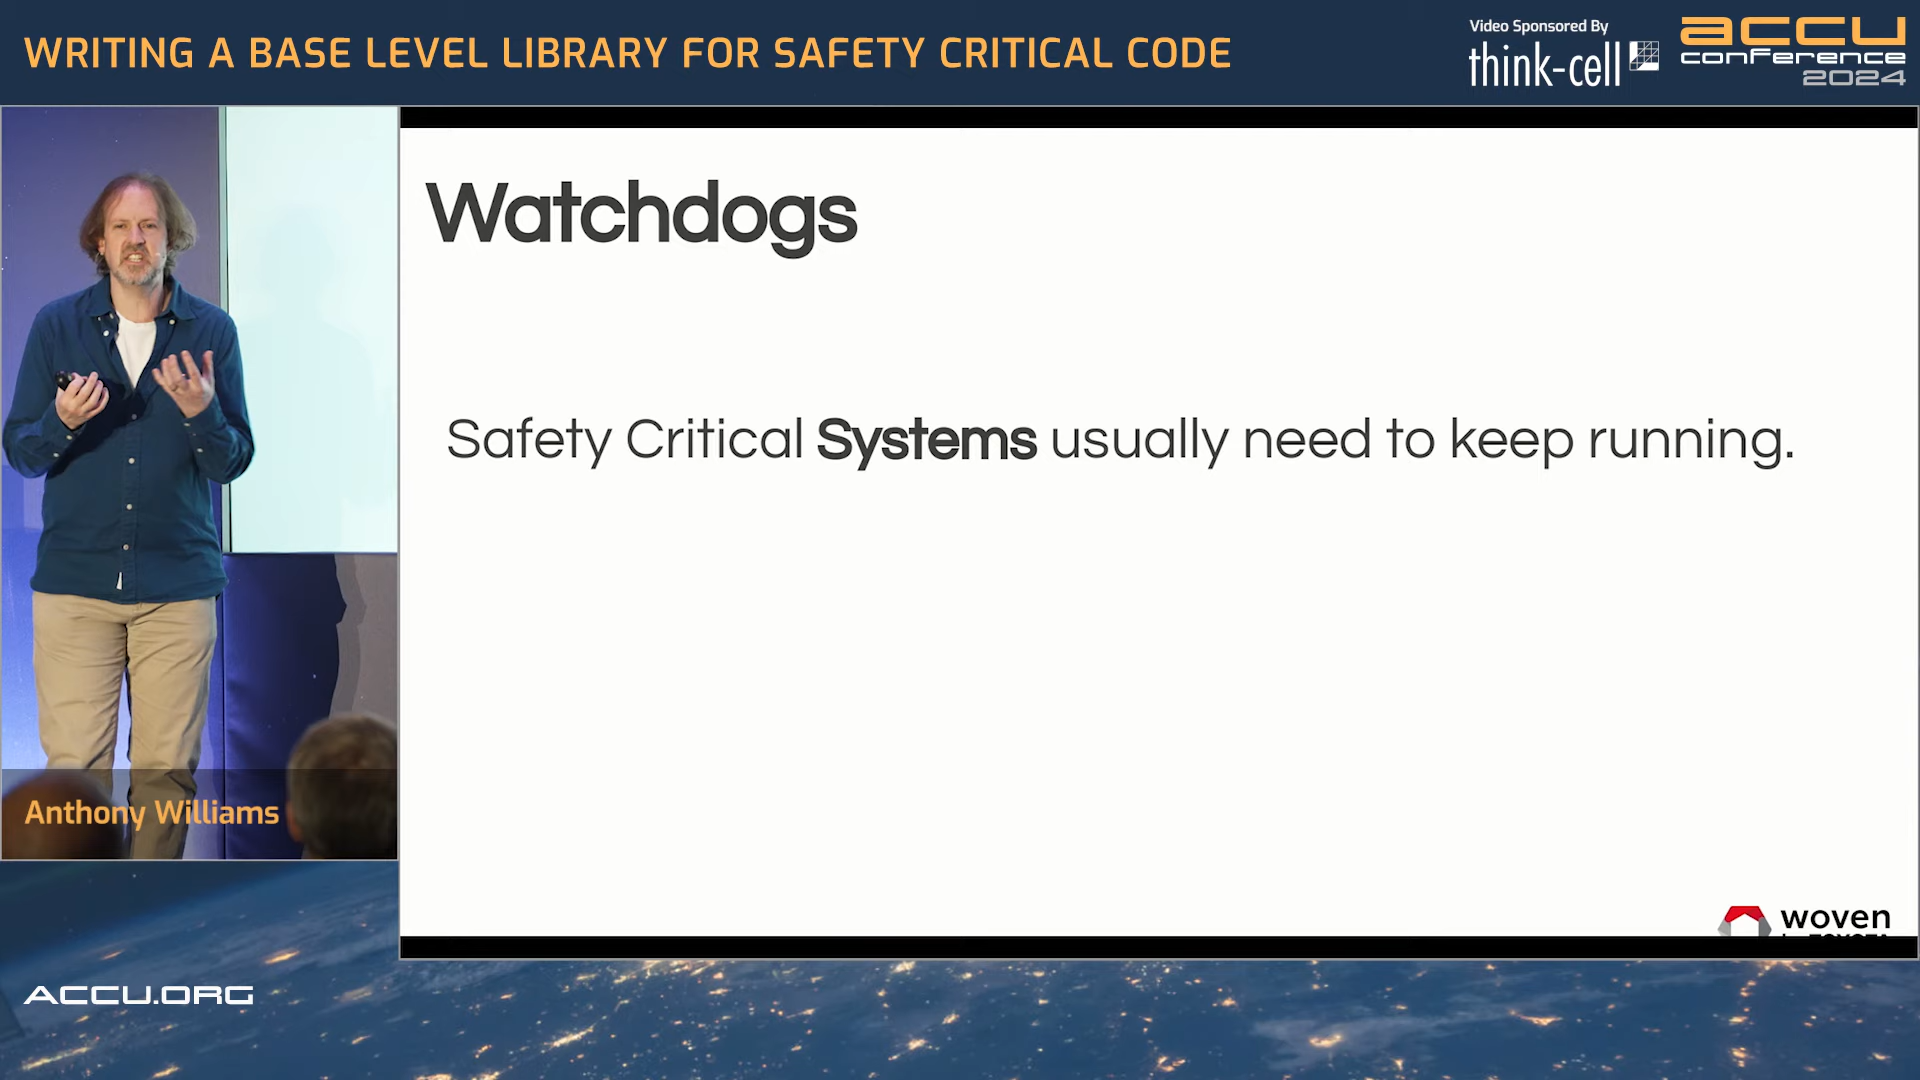 WRITING A BASE LEVEL LIBRARY FOR SAFETY CRITICAL CODE
Video Sponsored By
think-cell
accu
conference
2024
Watchdogs
Safety Critical Systems usually need to keep running.
Anthony Williams
woven
ACCU.ORG